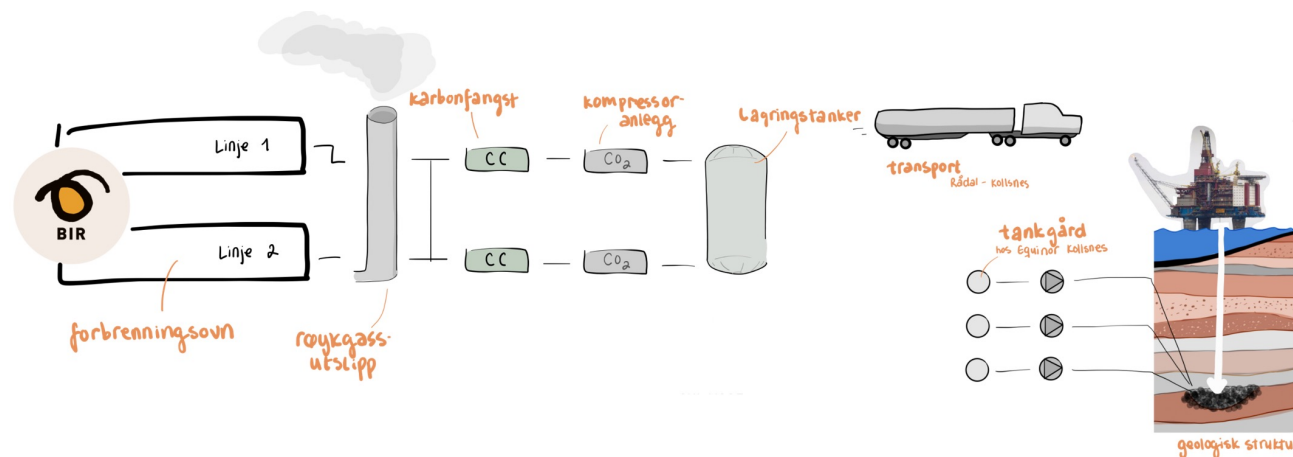 BIR
Linje 1
Linje 2
forbrenningsovn
røykgass-
utslipp
karbonfangst
CC
CC
kompressor-
anlegg
CO2
CO2
Lagringstanker
transport
Rådal - Kollsnes
tankgård
hos Equinor Kollsnes
geologisk struktu